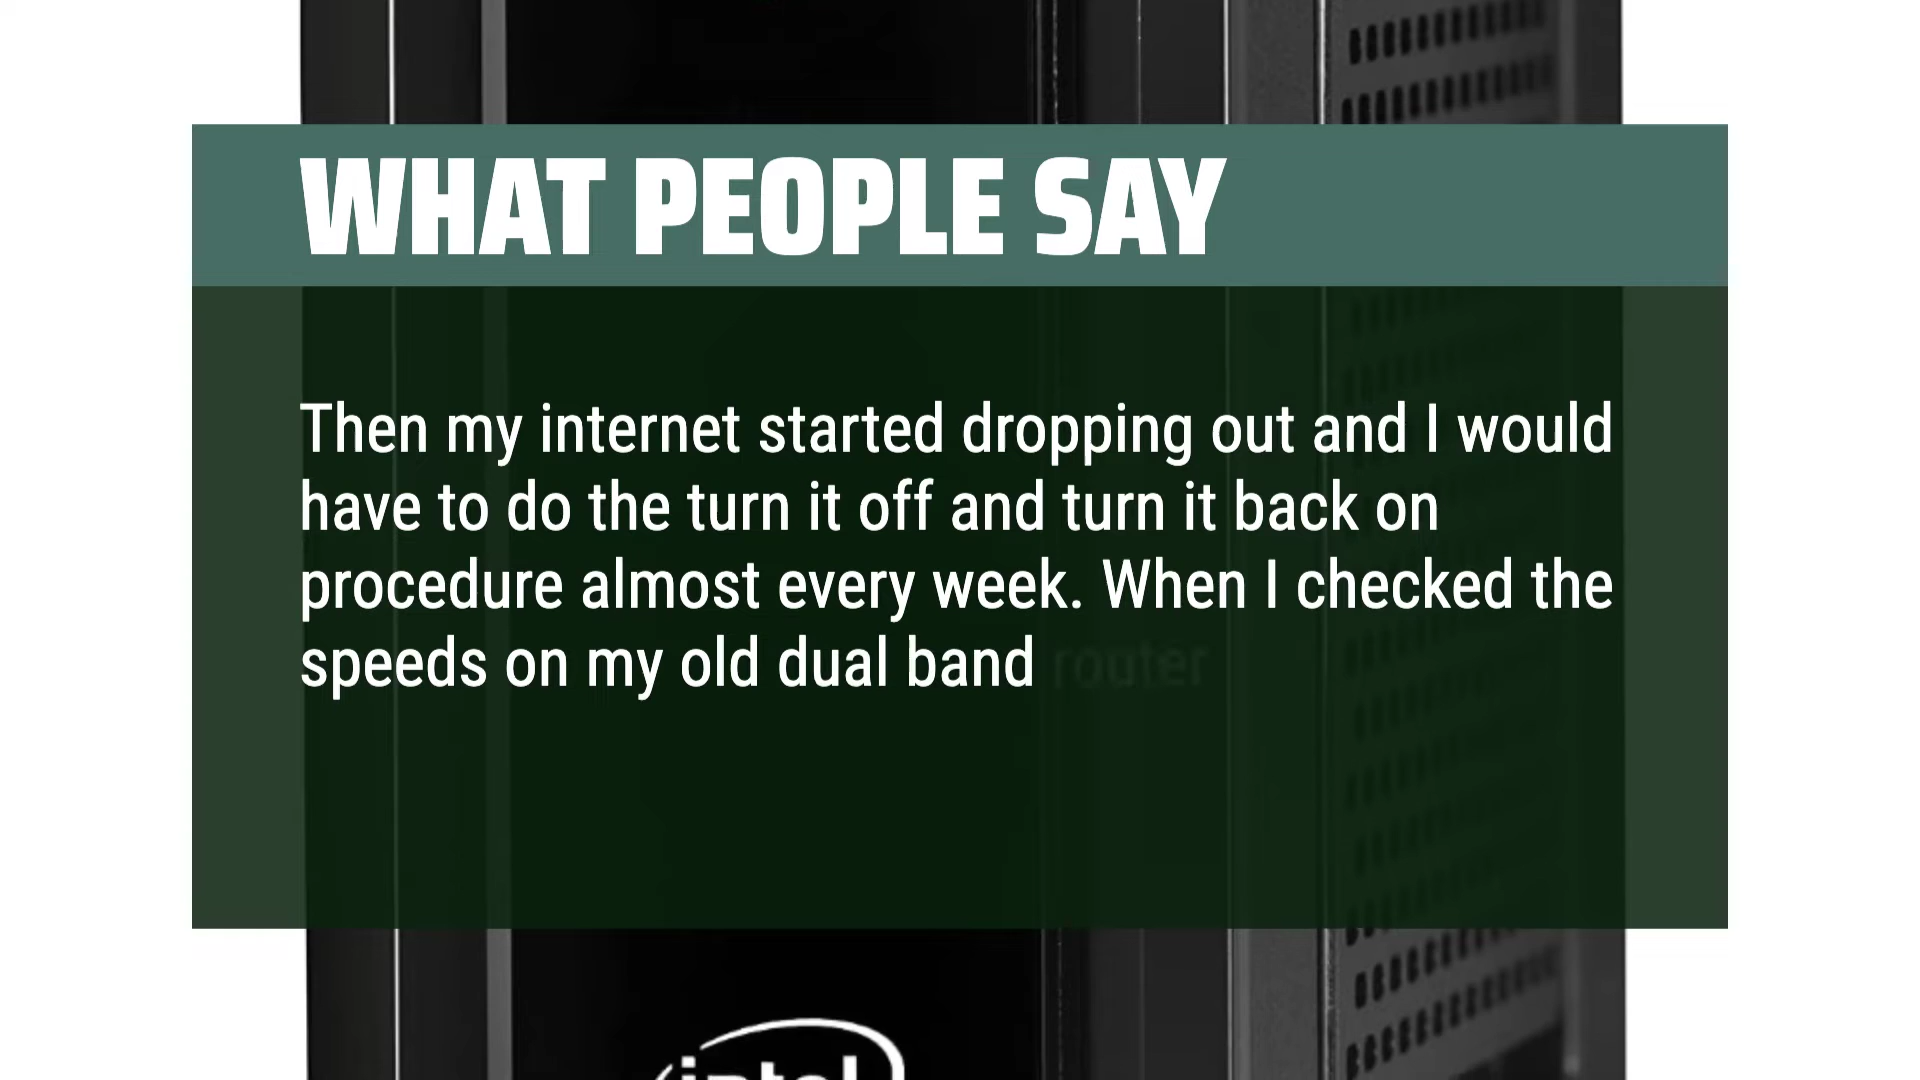 WHAT PEOPLE SAY
Then my internet started dropping out and I would
have to do the turn it off and turn it back on
procedure almost every week. When I checked the
speeds on my old dual band router
intel